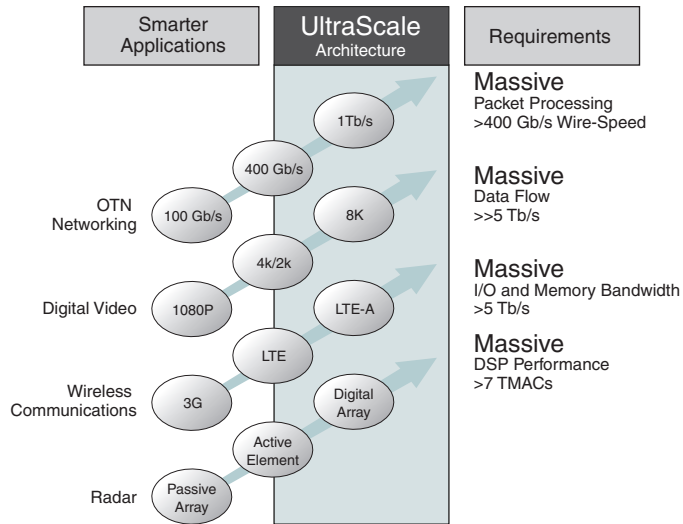 Smarter
Applications
UltraScale
Architecture
Requirements
Massive
Packet Processing
>400 Gb/s Wire-Speed
1Tb/s
400 Gb/s
100 Gb/s
OTN
Networking
Massive
Data Flow
>>5 Tb/s
8K
4k/2k
1080P
Digital Video
Massive
I/O and Memory Bandwidth
>5 Tb/s
LTE-A
LTE
3G
Wireless
Communications
Massive
DSP Performance
>7 TMACs
Digital
Array
Active
Element
Passive
Array
Radar